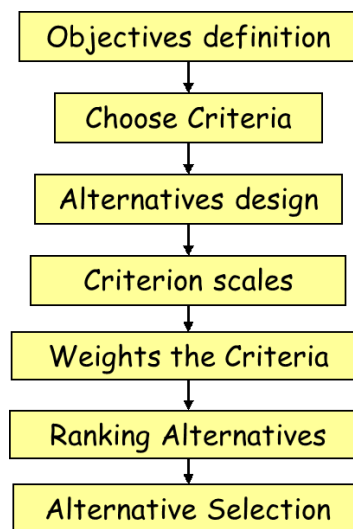 Objectives definition
Choose Criteria
Alternatives design
Criterion scales
Weights the Criteria
Ranking Alternatives
Alternative Selection